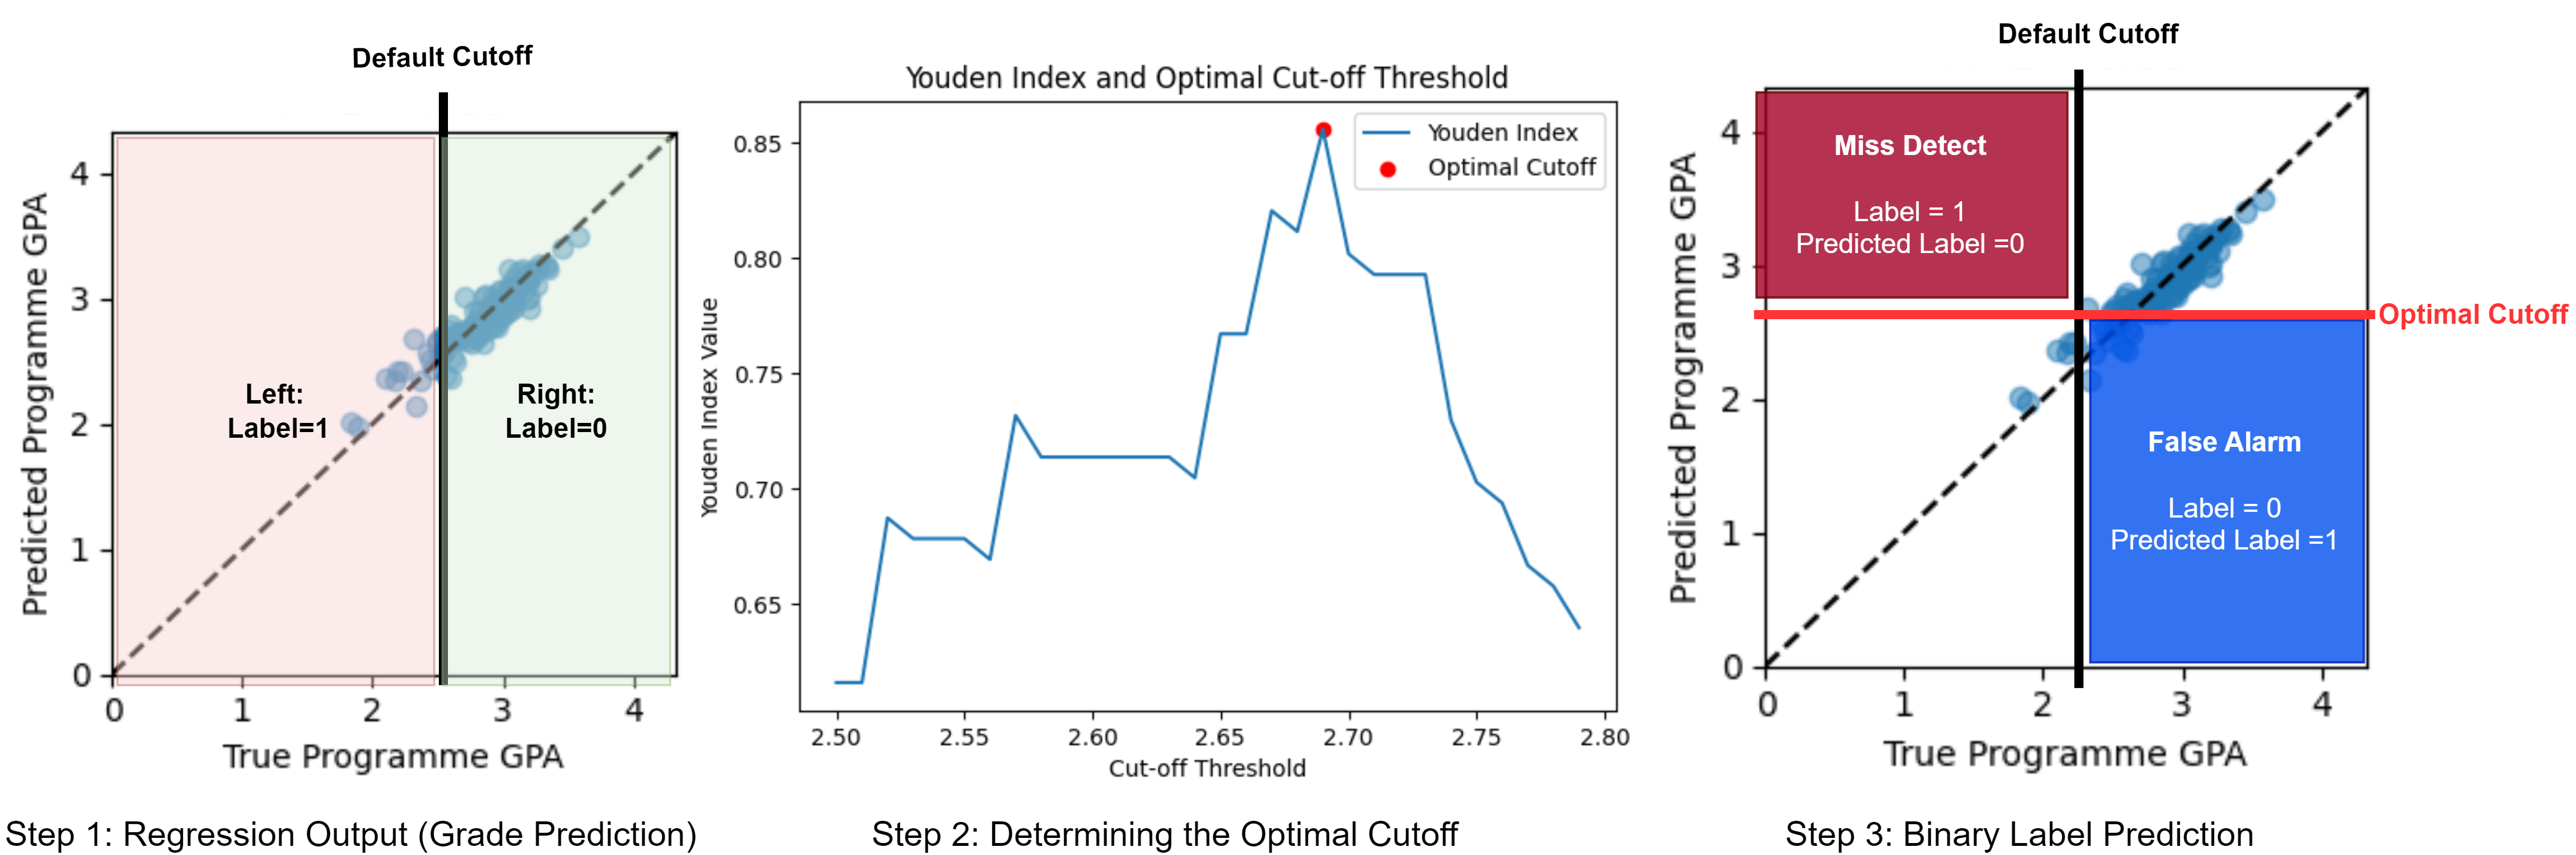 Default Cutoff
Predicted Programme GPA
4
3
2
1
0
Left:
Label=1
Right:
Label=0
0 1 2 3 4
True Programme GPA
Step 1: Regression Output (Grade Prediction)
Youden Index and Optimal Cut-off Threshold
Youden Index Value
0.85
0.80
0.75
0.70
0.65
Youden Index
Optimal Cutoff
2.50 2.55 2.60 2.65 2.70 2.75 2.80
Cut-off Threshold
Step 2: Determining the Optimal Cutoff
Default Cutoff
Predicted Programme GPA
4
3
2
1
0
Miss Detect
Label = 1
Predicted Label =0
Optimal Cutoff
False Alarm
Label = 0
Predicted Label =1
0 1 2 3 4
True Programme GPA
Step 3: Binary Label Prediction